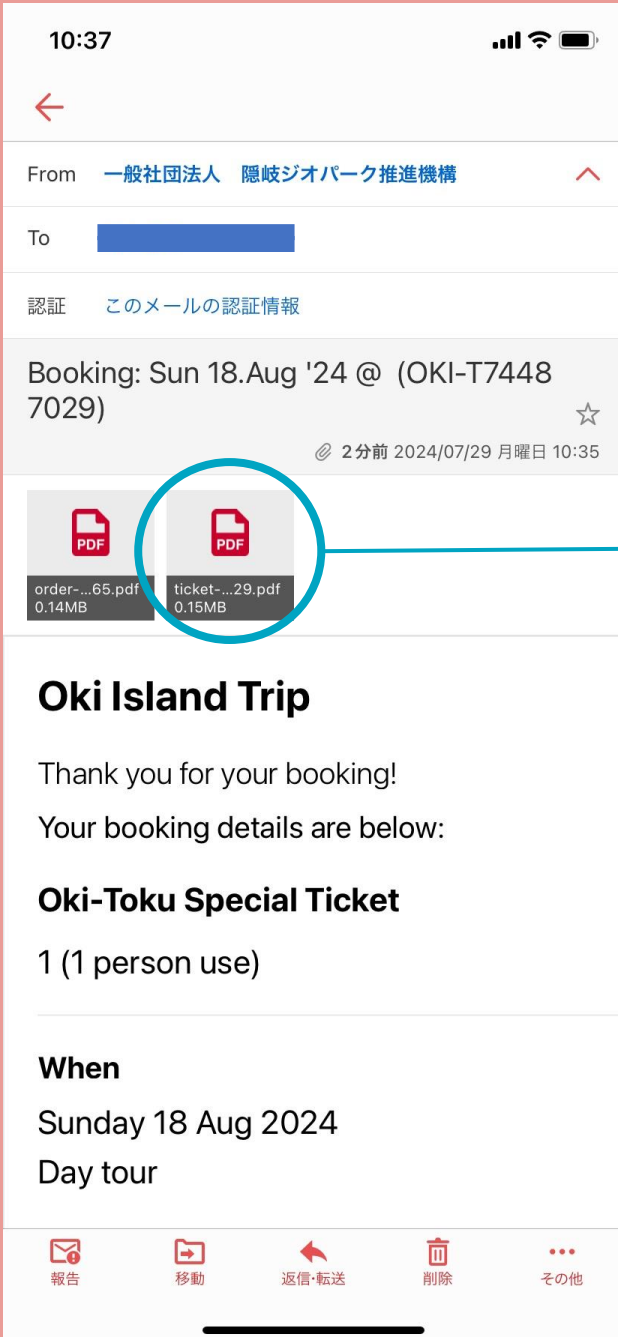 10:37
From 一般社団法人 隠岐ジオパーク推進機構
To
認証 このメールの認証情報
Booking: Sun 18.Aug '24 @ (OKI-T7448
7029)
2分前 2024/07/29 月曜日 10:35
PDF PDF
order-...65.pdf ticket-...29.pdf
0.14MB 0.15MB
Oki Island Trip
Thank you for your booking!
Your booking details are below:
Oki-Toku Special Ticket
1 (1 person use)
When
Sunday 18 Aug 2024
Day tour
報告 移動 返信・転送 削除 その他